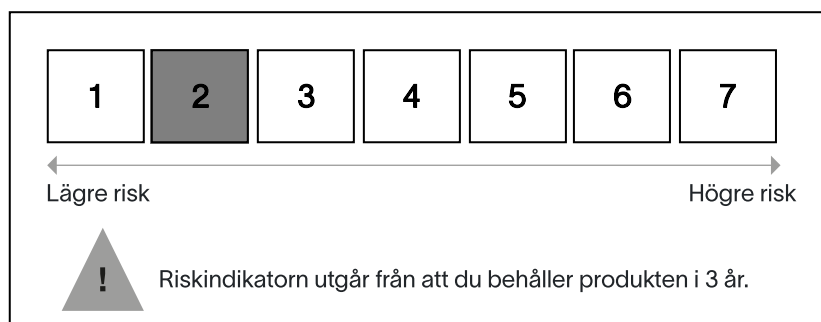 1 2 3 4 5 6 7
Lägre risk Högre risk
! Riskindikatorn utgår från att du behåller produkten i 3 år.